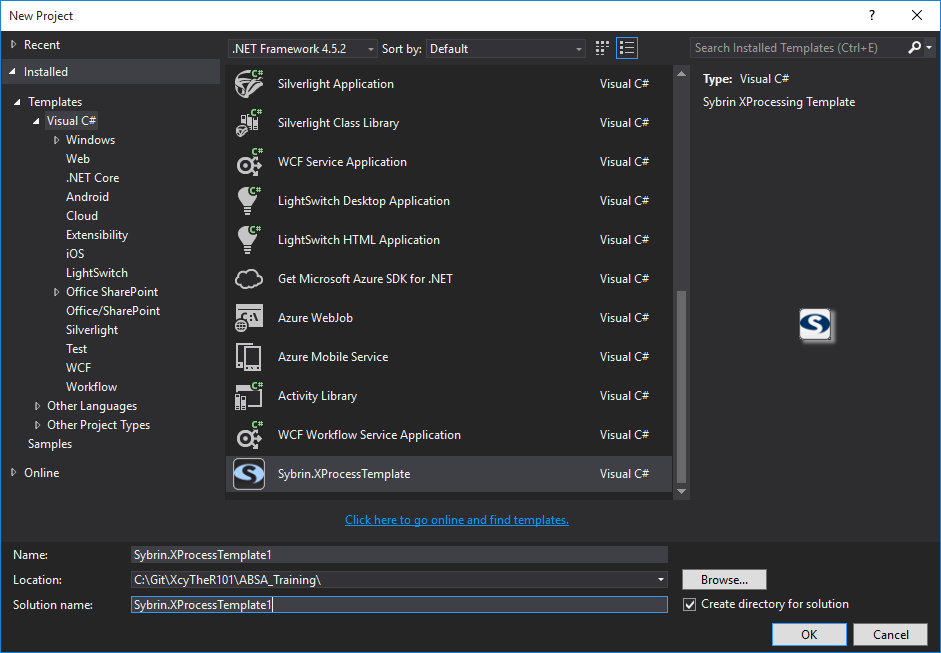 New Project
?
Recent
.NET Framework 4.5.2
Sort by:
Default
Search Installed Templates (Ctrl+E)
Installed
Templates
Visual C#
Windows
Web
.NET Core
Android
Cloud
Extensibility
iOS
LightSwitch
Office SharePoint
Office/SharePoint
Silverlight
Test
WCF
Workflow
Other Languages
Other Project Types
Samples
Online
C# Silverlight Application Visual C#
C# Silverlight Class Library Visual C#
C# WCF Service Application Visual C#
C# LightSwitch Desktop Application Visual C#
C# LightSwitch HTML Application Visual C#
Get Microsoft Azure SDK for .NET Visual C#
C:\ Azure WebJob Visual C#
Azure Mobile Service Visual C#
C# Activity Library Visual C#
C# WCF Workflow Service Application Visual C#
S Sybrin.XProcessTemplate Visual C#
Type: Visual C#
Sybrin XProcessing Template
S
Click here to go online and find templates.
Name: Sybrin.XProcessTemplate1
Location: C:\Git\XcyTheR101\ABSA_Training\
Browse...
Solution name: Sybrin.XProcessTemplate1
Create directory for solution
OK
Cancel